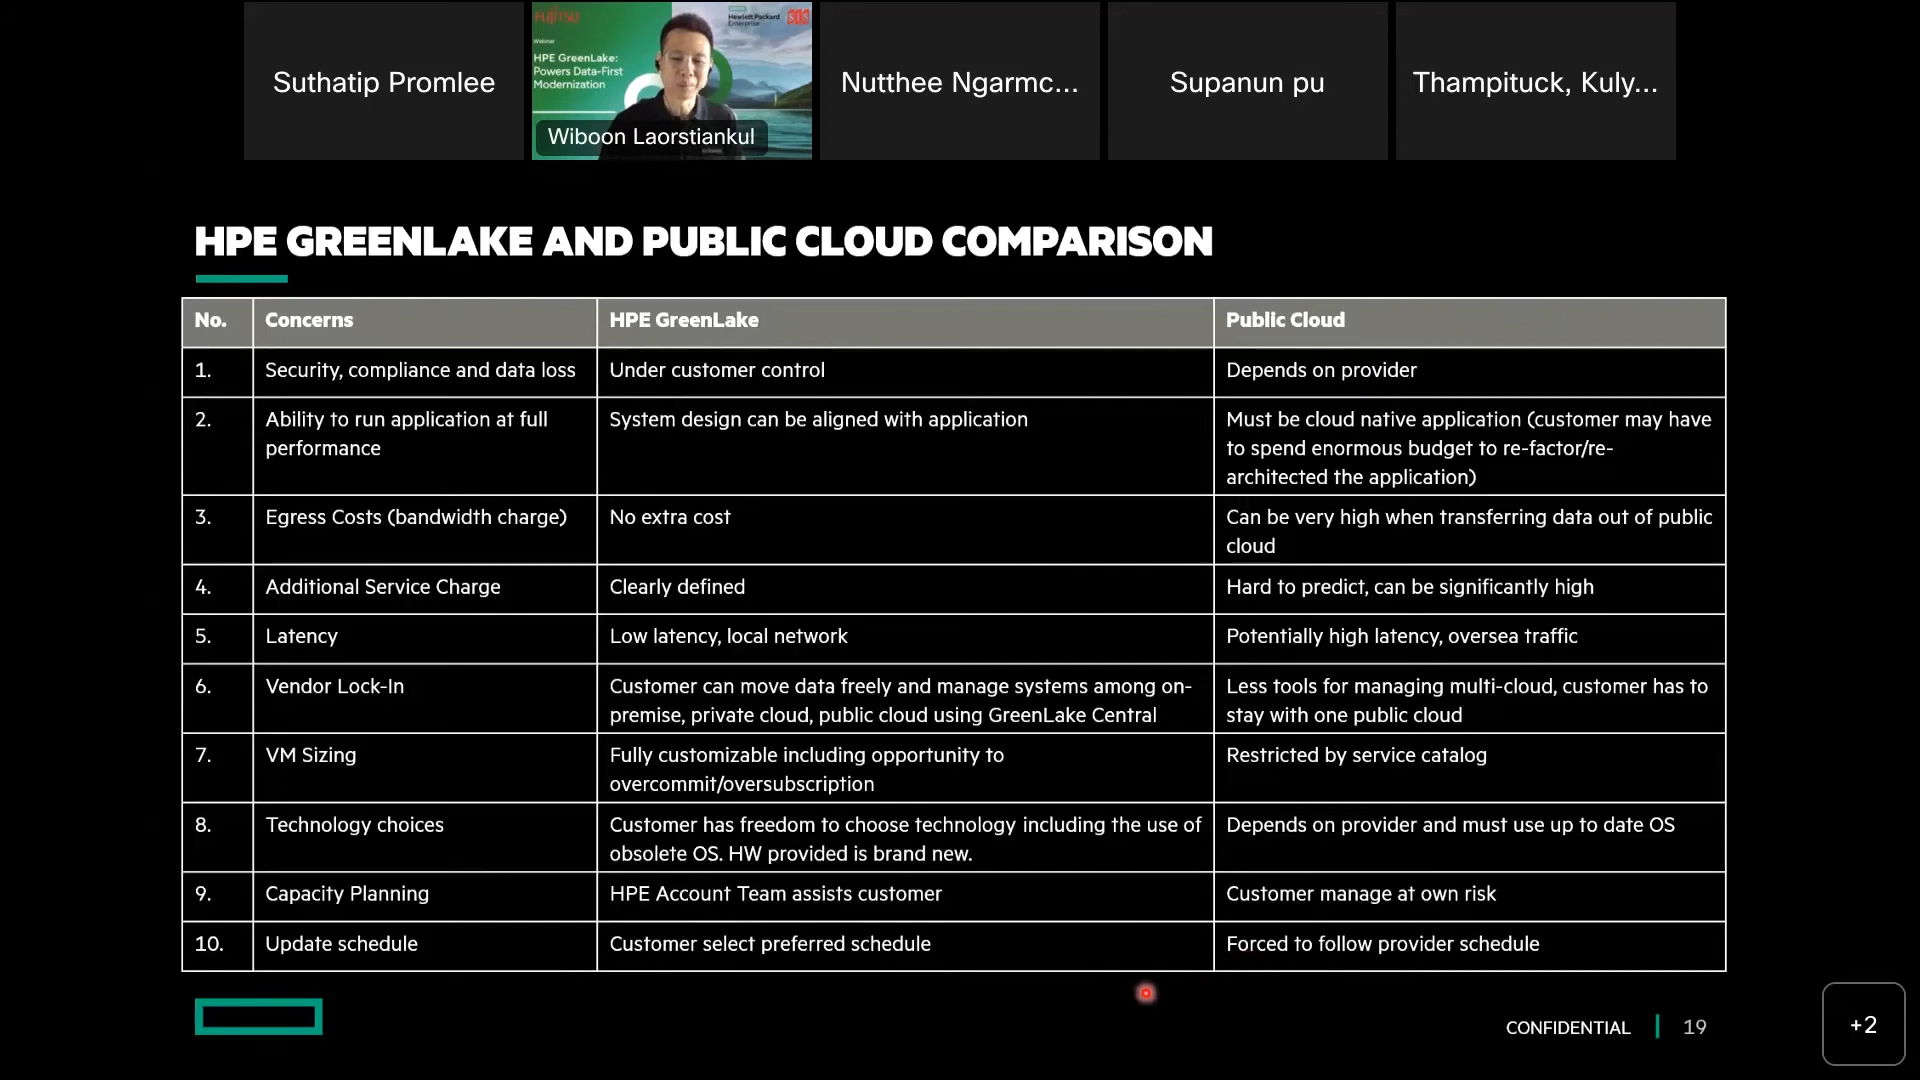 Suthatip Promlee
FUJITSU
Hewlett Packard
Enterprise
Webinar
HPE GreenLake:
Powers Data-First
Modernization
Wiboon Laorstiankul
Nutthee Ngarmc...
Supanun pu
Thampituck, Kuly...
HPE GREENLAKE AND PUBLIC CLOUD COMPARISON
No. Concerns HPE GreenLake Public Cloud
1. Security, compliance and data loss Under customer control Depends on provider
2. Ability to run application at full
performance
System design can be aligned with application
Must be cloud native application (customer may have
to spend enormous budget to re-factor/re-
architected the application)
3. Egress Costs (bandwidth charge) No extra cost
Can be very high when transferring data out of public
cloud
4. Additional Service Charge Clearly defined Hard to predict, can be significantly high
5. Latency Low latency, local network Potentially high latency, oversea traffic
6. Vendor Lock-In
Customer can move data freely and manage systems among on-
premise, private cloud, public cloud using GreenLake Central
Less tools for managing multi-cloud, customer has to
stay with one public cloud
7. VM Sizing
Fully customizable including opportunity to
overcommit/oversubscription
Restricted by service catalog
8. Technology choices
Customer has freedom to choose technology including the use of
obsolete OS. HW provided is brand new.
Depends on provider and must use up to date OS
9. Capacity Planning HPE Account Team assists customer Customer manage at own risk
10. Update schedule Customer select preferred schedule Forced to follow provider schedule
CONFIDENTIAL 19
+2